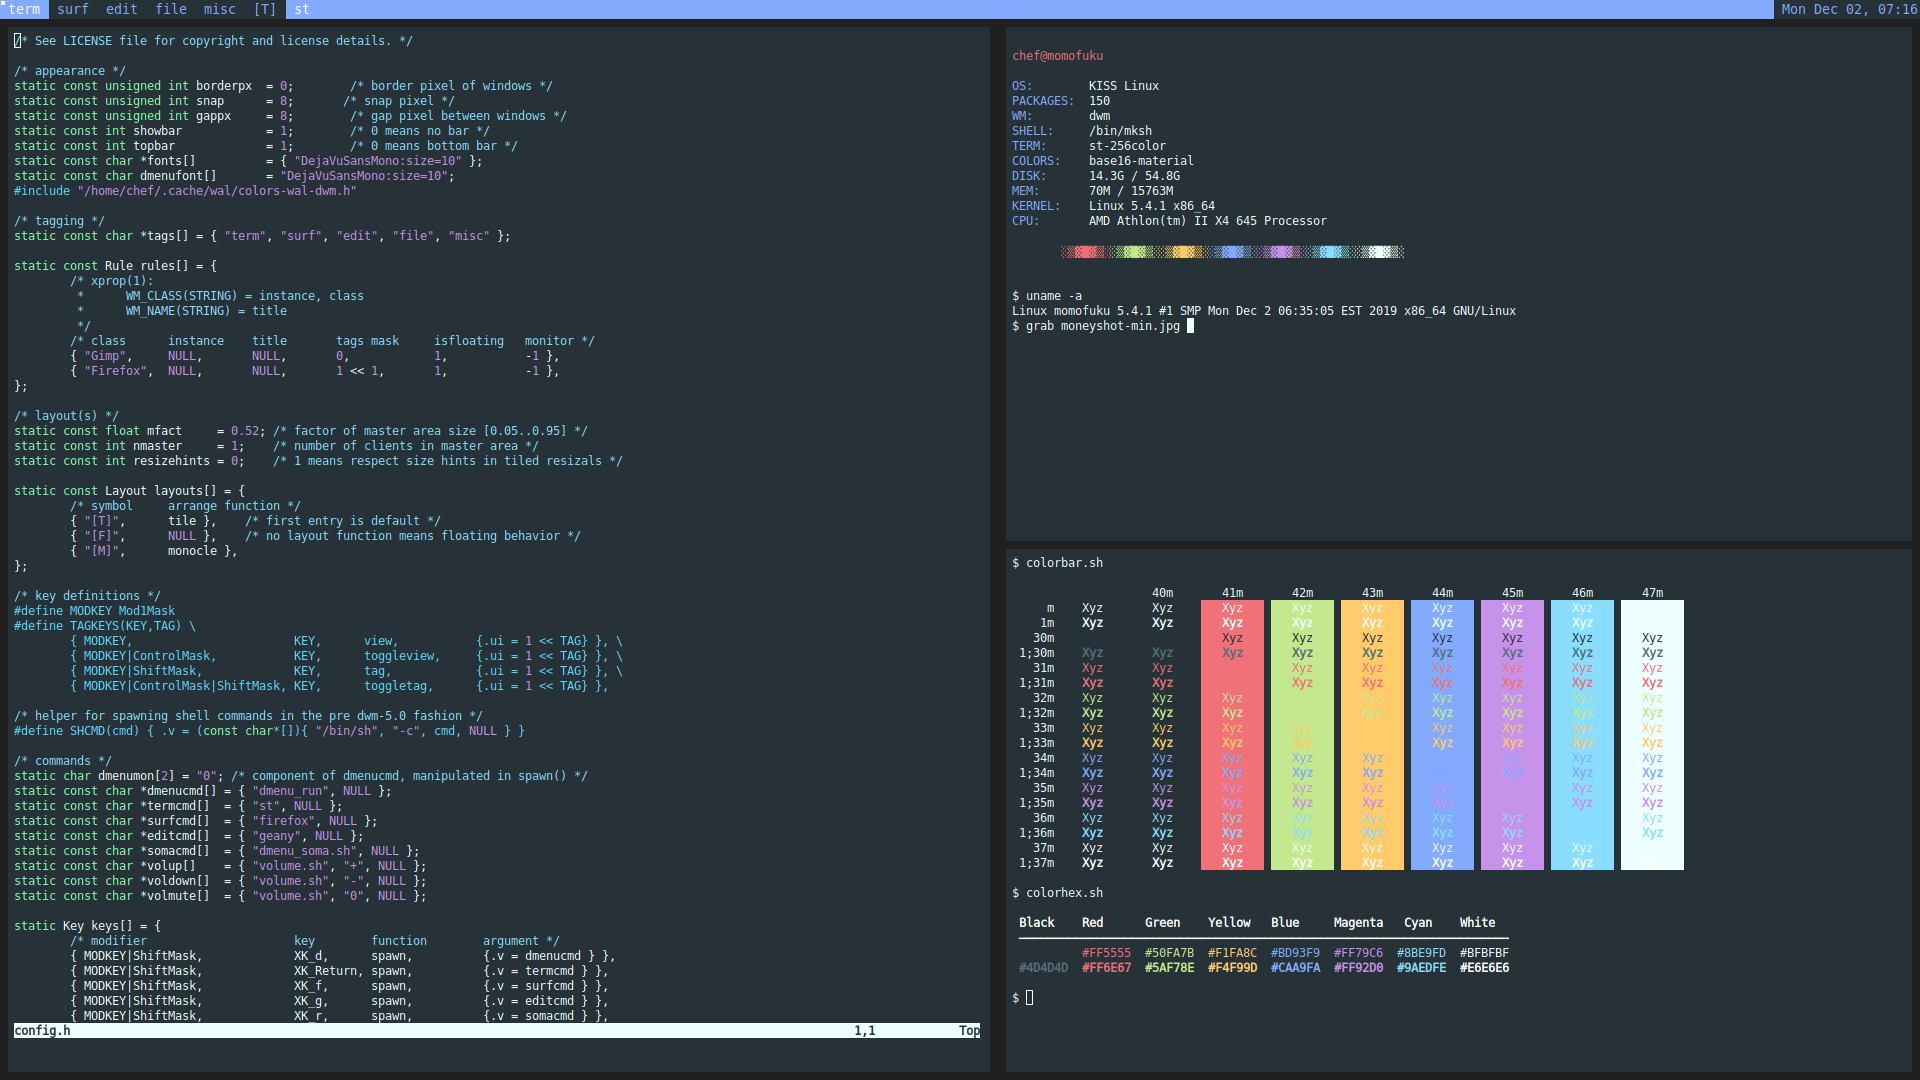 term surf edit file misc [T] st Mon Dec 02, 07:16
/* See LICENSE file for copyright and license details. */
/* appearance */
static const unsigned int borderpx  = 0;        /* border pixel of windows */
static const unsigned int snap      = 8;       /* snap pixel */
static const unsigned int gappx     = 8;        /* gap pixel between windows */
static const int showbar            = 1;        /* 0 means no bar */
static const int topbar             = 1;        /* 0 means bottom bar */
static const char *fonts[]          = { "DejaVuSansMono:size=10" };
static const char dmenufont[]       = "DejaVuSansMono:size=10";
#include "/home/chef/.cache/wal/colors-wal-dwm.h"
/* tagging */
static const char *tags[] = { "term", "surf", "edit", "file", "misc" };
static const Rule rules[] = {
/* xprop(1):
*      WM_CLASS(STRING) = instance, class
*      WM_NAME(STRING) = title
*/
/* class      instance    title       tags mask     isfloating   monitor */
{ "Gimp",     NULL,       NULL,       0,            1,           -1 },
{ "Firefox",  NULL,       NULL,       1 << 1,       1,           -1 },
};
/* layout(s) */
static const float mfact     = 0.52; /* factor of master area size [0.05..0.95] */
static const int nmaster     = 1;    /* number of clients in master area */
static const int resizehints = 0;    /* 1 means respect size hints in tiled resizals */
static const Layout layouts[] = {
/* symbol     arrange function */
{ "[T]",      tile },    /* first entry is default */
{ "[F]",      NULL },    /* no layout function means floating behavior */
{ "[M]",      monocle },
};
/* key definitions */
#define MODKEY Mod1Mask
#define TAGKEYS(KEY,TAG) \
{ MODKEY,                       KEY,      view,           {.ui = 1 << TAG} }, \
{ MODKEY|ControlMask,           KEY,      toggleview,     {.ui = 1 << TAG} }, \
{ MODKEY|ShiftMask,             KEY,      tag,            {.ui = 1 << TAG} }, \
{ MODKEY|ControlMask|ShiftMask, KEY,      toggletag,      {.ui = 1 << TAG} },
/* helper for spawning shell commands in the pre dwm-5.0 fashion */
#define SHCMD(cmd) { .v = (const char*[]){ "/bin/sh", "-c", cmd, NULL } }
/* commands */
static char dmenumon[2] = "0"; /* component of dmenucmd, manipulated in spawn() */
static const char *dmenucmd[] = { "dmenu_run", NULL };
static const char *termcmd[]  = { "st", NULL };
static const char *surfcmd[]  = { "firefox", NULL };
static const char *editcmd[]  = { "geany", NULL };
static const char *somacmd[]  = { "dmenu_soma.sh", NULL };
static const char *volup[]    = { "volume.sh", "+", NULL };
static const char *voldown[]  = { "volume.sh", "-", NULL };
static const char *volmute[]  = { "volume.sh", "0", NULL };
static Key keys[] = {
/* modifier                     key        function        argument */
{ MODKEY|ShiftMask,             XK_d,      spawn,          {.v = dmenucmd } },
{ MODKEY|ShiftMask,             XK_Return, spawn,          {.v = termcmd } },
{ MODKEY|ShiftMask,             XK_f,      spawn,          {.v = surfcmd } },
{ MODKEY|ShiftMask,             XK_g,      spawn,          {.v = editcmd } },
{ MODKEY|ShiftMask,             XK_r,      spawn,          {.v = somacmd } },
config.h 1,1 Top
chef@momofuku
OS: KISS Linux
PACKAGES: 150
WM: dwm
SHELL: /bin/mksh
TERM: st-256color
COLORS: base16-material
DISK: 14.3G / 54.8G
MEM: 70M / 15763M
KERNEL: Linux 5.4.1 x86_64
CPU: AMD Athlon(tm) II X4 645 Processor
$ uname -a
Linux momofuku 5.4.1 #1 SMP Mon Dec 2 06:35:05 EST 2019 x86_64 GNU/Linux
$ grab moneyshot-min.jpg
$ colorbar.sh
40m 41m 42m 43m 44m 45m 46m 47m
m Xyz Xyz Xyz Xyz Xyz Xyz Xyz Xyz
1m Xyz Xyz Xyz Xyz Xyz Xyz Xyz Xyz
30m Xyz Xyz Xyz Xyz Xyz Xyz Xyz
1;30m Xyz Xyz Xyz Xyz Xyz Xyz Xyz Xyz Xyz
31m Xyz Xyz Xyz Xyz Xyz Xyz Xyz Xyz
1;31m Xyz Xyz Xyz Xyz Xyz Xyz Xyz Xyz
32m Xyz Xyz Xyz Xyz Xyz Xyz Xyz Xyz
1;32m Xyz Xyz Xyz Xyz Xyz Xyz Xyz Xyz
33m Xyz Xyz Xyz Xyz Xyz Xyz Xyz Xyz
1;33m Xyz Xyz Xyz Xyz Xyz Xyz Xyz Xyz
34m Xyz Xyz Xyz Xyz Xyz Xyz Xyz Xyz
1;34m Xyz Xyz Xyz Xyz Xyz Xyz Xyz Xyz
35m Xyz Xyz Xyz Xyz Xyz Xyz Xyz Xyz
1;35m Xyz Xyz Xyz Xyz Xyz Xyz Xyz Xyz
36m Xyz Xyz Xyz Xyz Xyz Xyz Xyz Xyz
1;36m Xyz Xyz Xyz Xyz Xyz Xyz Xyz Xyz
37m Xyz Xyz Xyz Xyz Xyz Xyz Xyz Xyz
1;37m Xyz Xyz Xyz Xyz Xyz Xyz Xyz Xyz
$ colorhex.sh
Black Red Green Yellow Blue Magenta Cyan White
#FF5555 #50FA7B #F1FA8C #BD93F9 #FF79C6 #8BE9FD #BFBFBF
#4D4D4D #FF6E67 #5AF78E #F4F99D #CAA9FA #FF92D0 #9AEDFE #E6E6E6
$